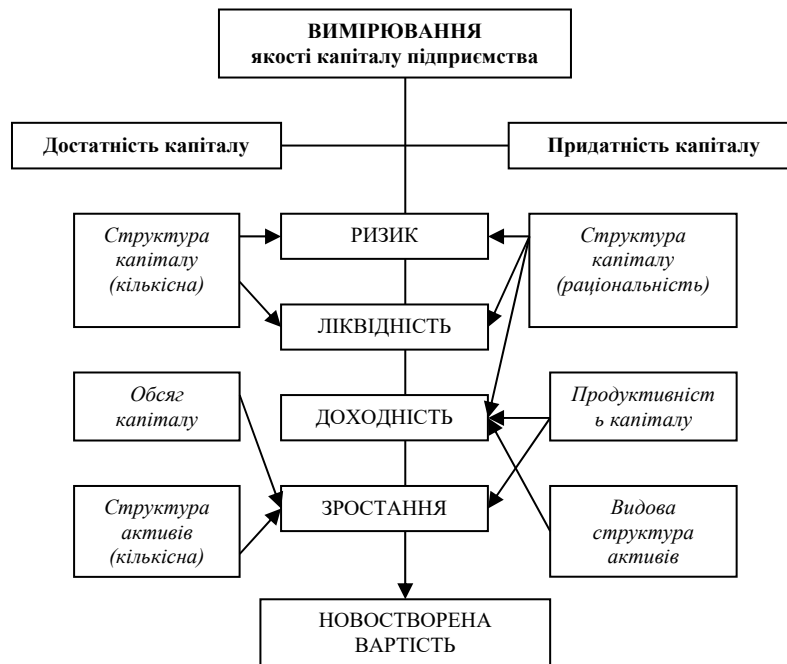 ВИМІРЮВАННЯ
якості капіталу підприємства
Достатність капіталу
Придатність капіталу
Структура
капіталу
(кількісна)
РИЗИК
Структура
капіталу
(раціональність)
ЛІКВІДНІСТЬ
Обсяг
капіталу
ДОХОДНІСТЬ
Продуктивніст
ь капіталу
Структура
активів
(кількісна)
ЗРОСТАННЯ
Видова
структура
активів
НОВОСТВОРЕНА
ВАРТІСТЬ